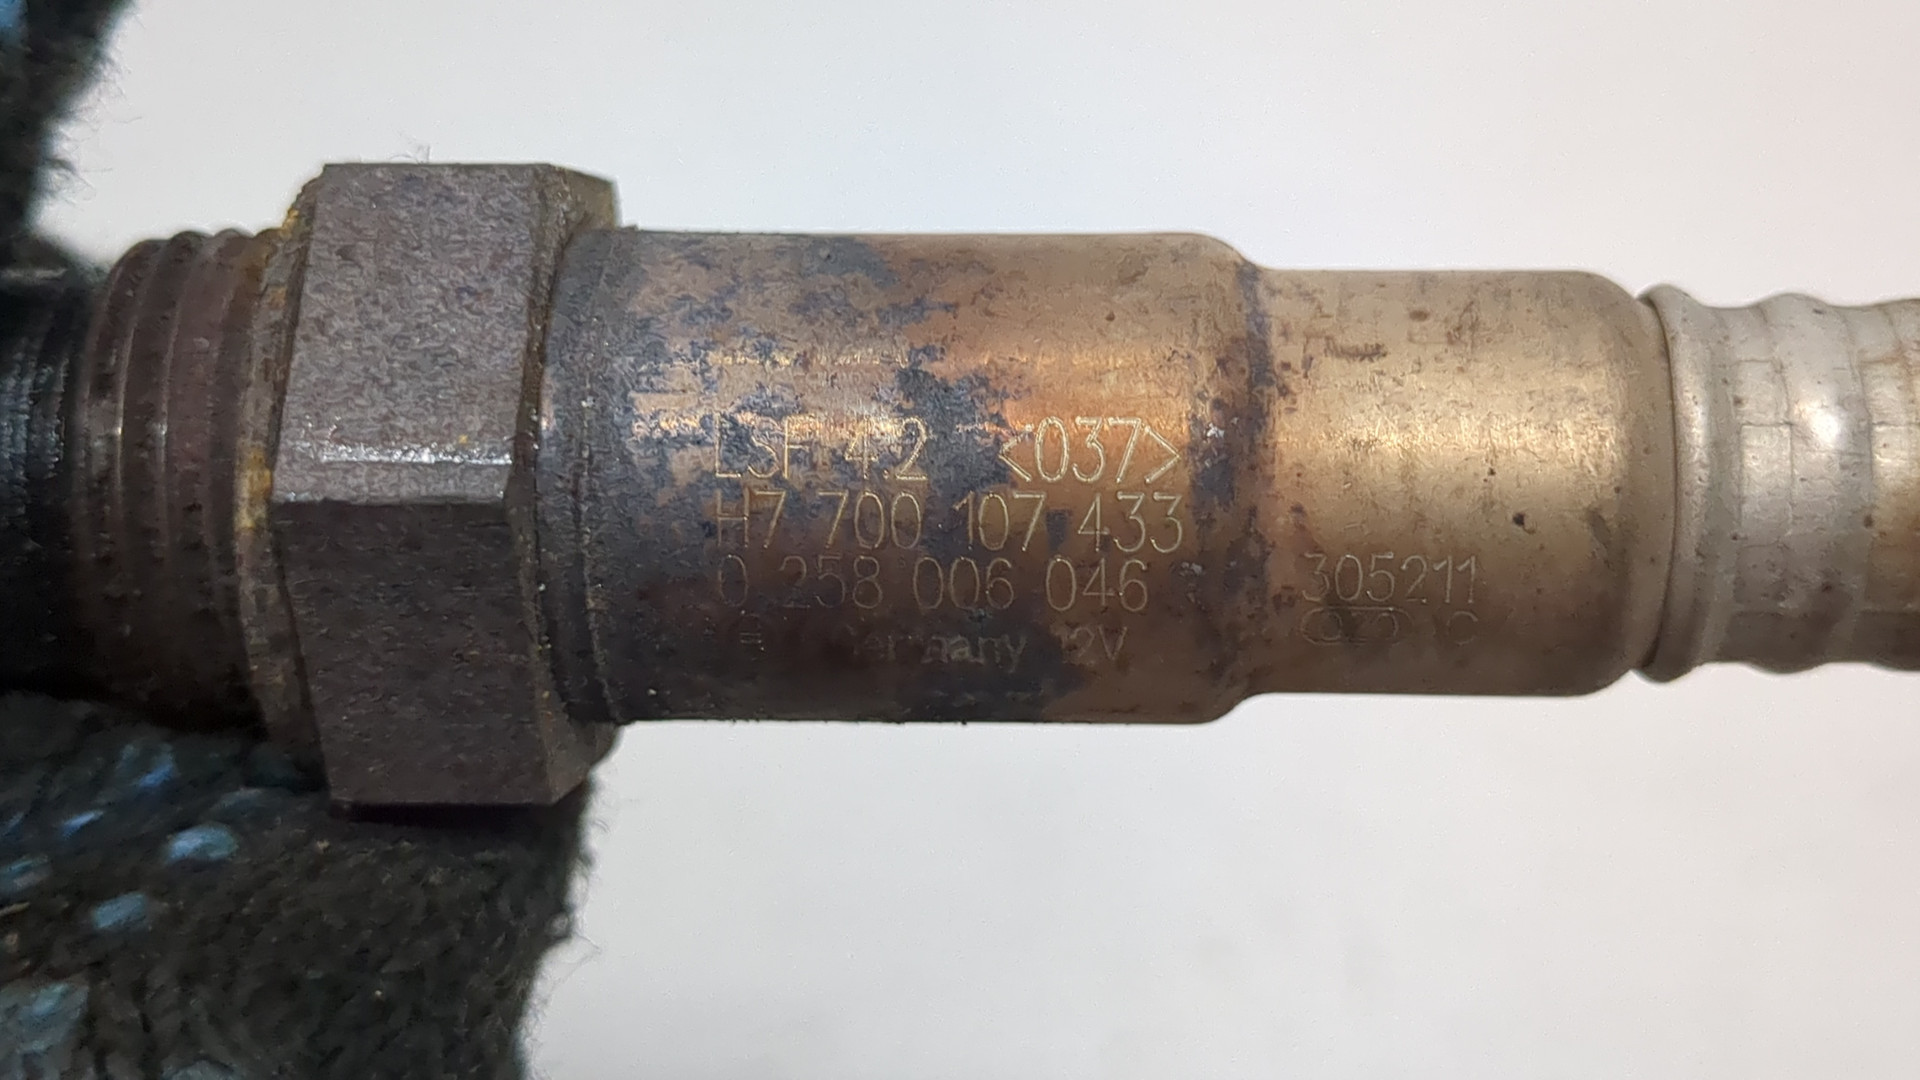 LSF 4.2 <037>
H7 700 107 433
0 258 006 046
Germany 12V
305211